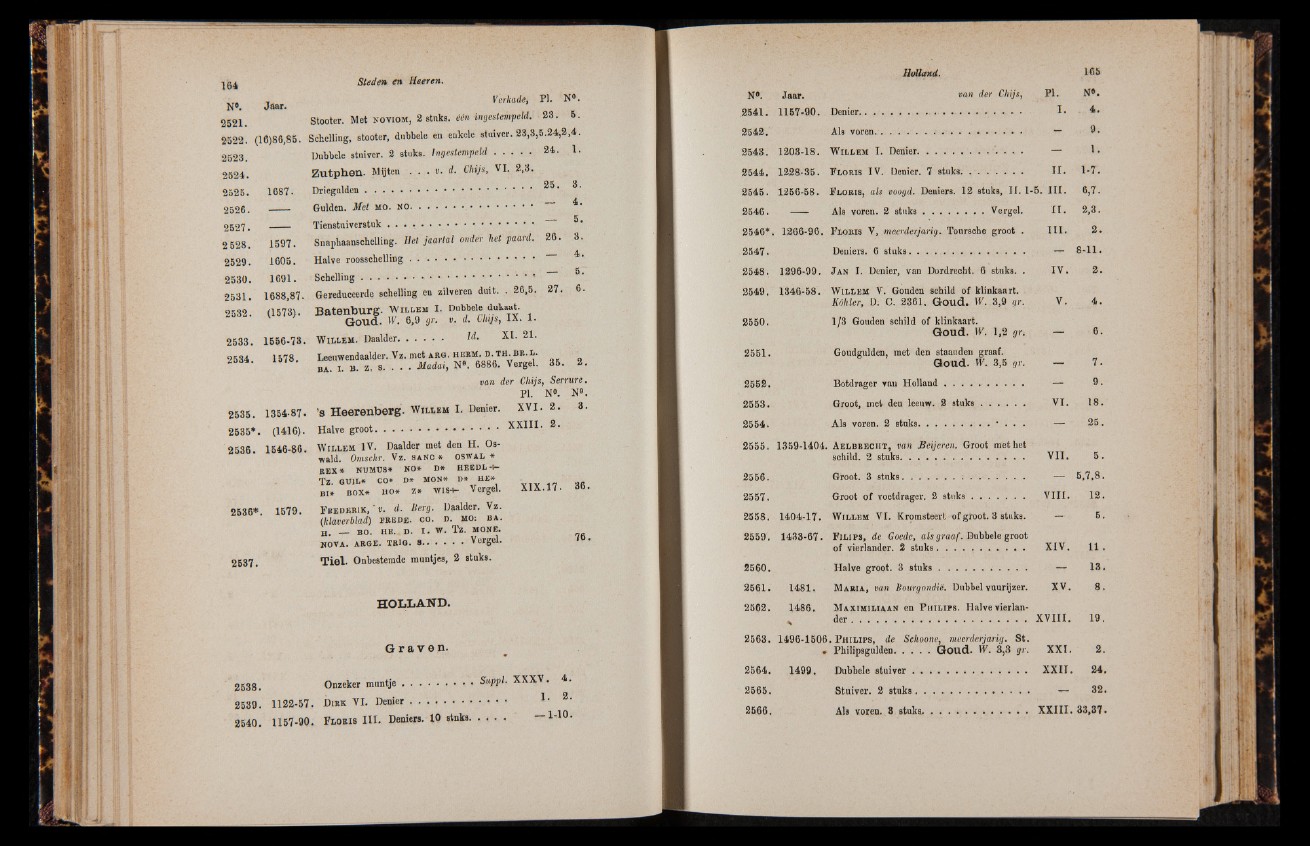 164 Steden en Heeren.
No. Jaar. Verkade, Pl. No.
2521. Stooter. Met NOVIOM, 2 stuks. één ingestempeld. 23. 5.
2522. (16)86,85. Schelling, stooter, dubbele en enkele stuiver. 23,3,5.24,2,4.
2523. Dubbele stuiver. 2 stuks. Ingestempeld . . . . . 24. 1.
2524. Zutphen. Mijten . . . v. d. Chijs, VI. 2,3.
2525. 1687. Driegulden . . . . . . . . . . . . . . . . . . . . 25. 3.
2526. —— Gulden. Met MO. NO. . . . . . . . . . . . . . . — 4.
2527. —— Tienstuiverstuk . . . . . . . . . . . . . . . . . — 5.
2528. 1597. Snaphaanschelling. Het jaartal onder het paard. 26. 3.
2529. 1605. Halve roosschelling . . . . . . . . . . . . . . . — 4.
2530. 1691. Schelling . . . . . . . . . . . . . . . . . . . . . — 5.
2531. 1688,87. Gereduceerde schelling en zilveren duit. . 26,5. 27. 6.
2532. (1573). Batenburg. WILLEM I. Dubbele dukaat.
Goud. W. 6,9 gr. v. d. Chijs, IX. 1.
2533. 1556-73. WILLEM. Daalder. . . . . . Id. XI. 21.
2534. 1578. Leeuwendaalder. Vz. met ARG. HERM. D. TH. BR. L.
BA. I. B. Z. S. . . . Madai, No. 6886. Vergel. 35. 2.
van der Chijs, Serrure.
Pl. No. No.
2535. 1354-87. 's Heerenberg. WILLEM I. Denier. XVI. 2. 3.
2535*. (1416). Halve groot. . . . . . . . . . . . . . . XXIII. 2.
2536. 1546-86. WILLEM IV. Daalder met den H. Os-
wald. Omschr. Vz. SANC* OSWAL *
REX* NUMUS* NO* D* HEEDL+
Tz. GUIL* CO* D* MON* D* HE*
BI* BOX* HO* Z* WIS+ Vergel. XIX.17. 36.
2536*. 1579. FREDERIK, v. d. Berg. Daalder. Vz.
(klaverblad) FREDE. CO. D. MO: BA.
H. — BO. HE. D. I. W. Tz. MONE.
NOVA. ARGE. TRIG. S. . . . . . Vergel. 76.
2537. Tiel. Onbestemde muntjes, 2 stuks.
HOLLAND.
Graven.
2538. Onzeker muntje . . . . . . . . . Suppl. XXXV. 4.
2539. 1122-57. DIRK VI. Denier . . . . . . . . . . . . 1. 2.
2540. 1157-90. FLORIS III. Deniers. 10 stuks. . . . . — 1-10.
Holland. 165
No. Jaar. van der Chijs, Pl. No.
2541. 1157-90. Denier. . . . . . . . . . . . . . . . . . . . I. 4.
2542. Als voren. . . . . . . . . . . . . . . . . . — 9.
2543. 1203-18. WILLEM I. Denier. . . . . . . . . . . . . — 1.
2544. 1228-35. FLORIS IV. Denier. 7 stuks. . . . . . . . II. 1-7.
2545. 1256-58. FLORIS, als voogd. Deniers. 12 stuks, II. 1-5. III. 6,7.
2546. —— Als voren. 2 stuks . . . . . . . . Vergel. II. 2,3.
2546*. 1266-96. FLORIS V, meerderjarig. Toursche groot . III. 2.
2547. Deniers. 6 stuks. . . . . . . . . . . . . . — 8-11.
2548. 1296-99. JAN I. Denier, van Dordrecht. 6 stuks. . IV. 2.
2549. 1346-58. WILLEM V. Gouden schild of klinkaart.
Köhler, D. C. 2361. Goud. W. 3,9 gr. V. 4.
2550. 1/3 Gouden schild of klinkaart.
Goud. W. 1,2 gr. — 6.
2551. Goudgulden, met den staanden graaf.
Goud. W. 3,5 gr. — 7.
2552. Botdrager van Holland . . . . . . . . . . — 9.
2553. Groot, met den leeuw. 2 stuks . . . . . . VI. 18.
2554. Als voren. 2 stuks. . . . . . . . . . . . . — 25.
2555. 1359-1404. AELBRECHT, van Beijeren. Groot met het
schild. 2 stuks. . . . . . . . . . . . . . . VII. 5.
2556. Groot. 3 stuks . . . . . . . . . . . . . . — 5,7,8.
2557. Groot of voetdrager. 2 stuks . . . . . . . VIII. 12.
2558. 1404-17. WILLEM VI. Kromsteert of groot. 3 stuks. — 5.
2559. 1433-67. FILIPS, de Goede, als graaf. Dubbele groot
of vierlander. 2 stuks . . . . . . . . . . . XIV. 11.
2560. Halve groot. 3 stuks . . . . . . . . . . . — 13.
2561. 1481. MARIA, van Bourgondië. Dubbel vuurijzer. XV. 8.
2562. 1486. MAXIMILIAAN en PHILIPS. Halve vierlan-
der . . . . . . . . . . . . . . . . . . . . XVIII. 19.
2563. 1496-1506. PHILIPS, de Schoone, meerderjarig. St.
Philipsgulden. . . . . Goud. W. 3,3 gr. XXI. 2.
2564. 1499. Dubbele stuiver . . . . . . . . . . . . . . XXII. 24.
2565. Stuiver. 2 stuks . . . . . . . . . . . . . . — 32.
2566. Als voren. 3 stuks. . . . . . . . . . . . . XXIII. 33,37.